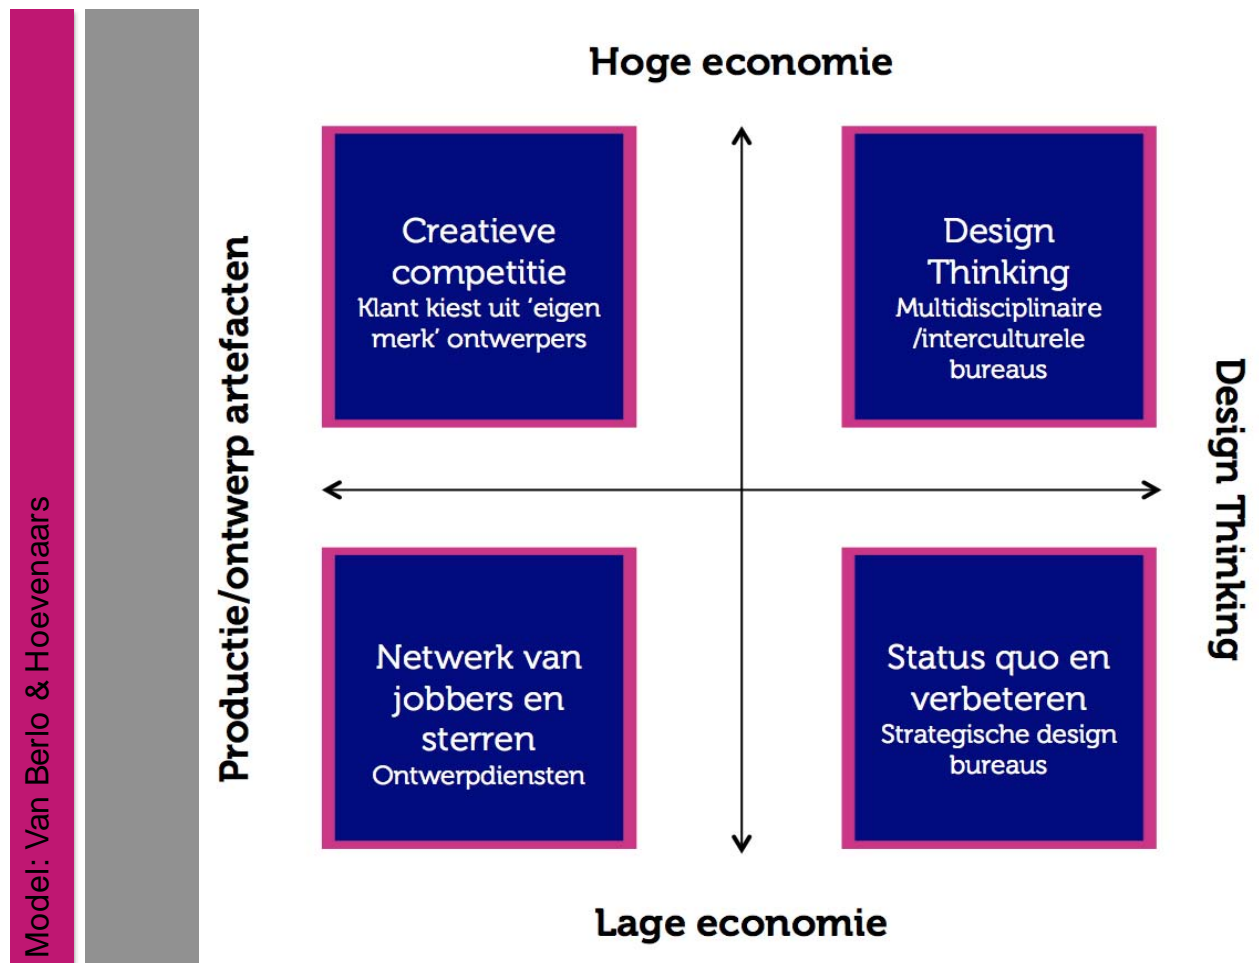 Hoge economie
Creatieve
competitie
Klant kiest uit ‘eigen
merk’ ontwerpers
Design
Thinking
Multidisciplinaire
/interculturele
bureaus
Productie/ontwerp artefacten
Design Thinking
Netwerk van
jobbers en
sterren
Ontwerpdiensten
Status quo en
verbeteren
Strategische design
bureaus
Lage economie
Model: Van Berlo & Hoevenaars